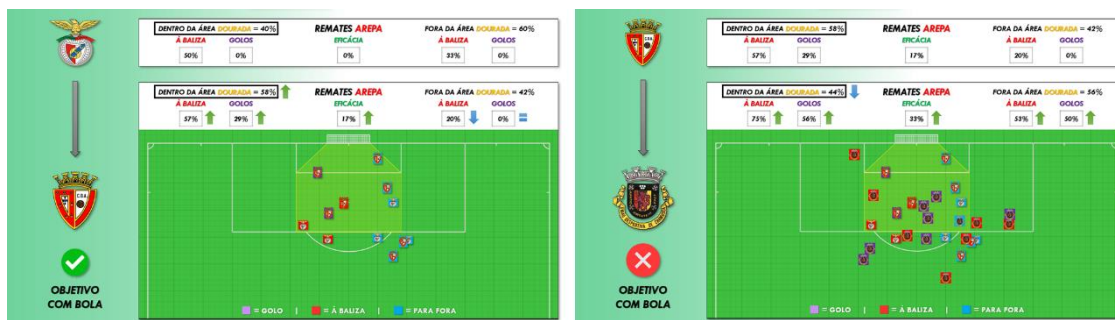 DENTRO DA ÁREA DOURADA = 40%
À BALIZA GOLOS
50% 0%
REMATES AREPA
EFICÁCIA
0%
FORA DA ÁREA DOURADA = 60%
À BALIZA GOLOS
33% 0%
DENTRO DA ÁREA DOURADA = 58%
À BALIZA GOLOS
57% 29%
REMATES AREPA
EFICÁCIA
17%
FORA DA ÁREA DOURADA = 42%
À BALIZA GOLOS
20% 0%
OBJETIVO
COM BOLA
= GOLO | = À BALIZA | = PARA FORA
DENTRO DA ÁREA DOURADA = 58%
À BALIZA GOLOS
57% 29%
REMATES AREPA
EFICÁCIA
17%
FORA DA ÁREA DOURADA = 42%
À BALIZA GOLOS
20% 0%
DENTRO DA ÁREA DOURADA = 44%
À BALIZA GOLOS
75% 56%
REMATES AREPA
EFICÁCIA
33%
FORA DA ÁREA DOURADA = 56%
À BALIZA GOLOS
53% 50%
OBJETIVO
COM BOLA
= GOLO | = À BALIZA | = PARA FORA